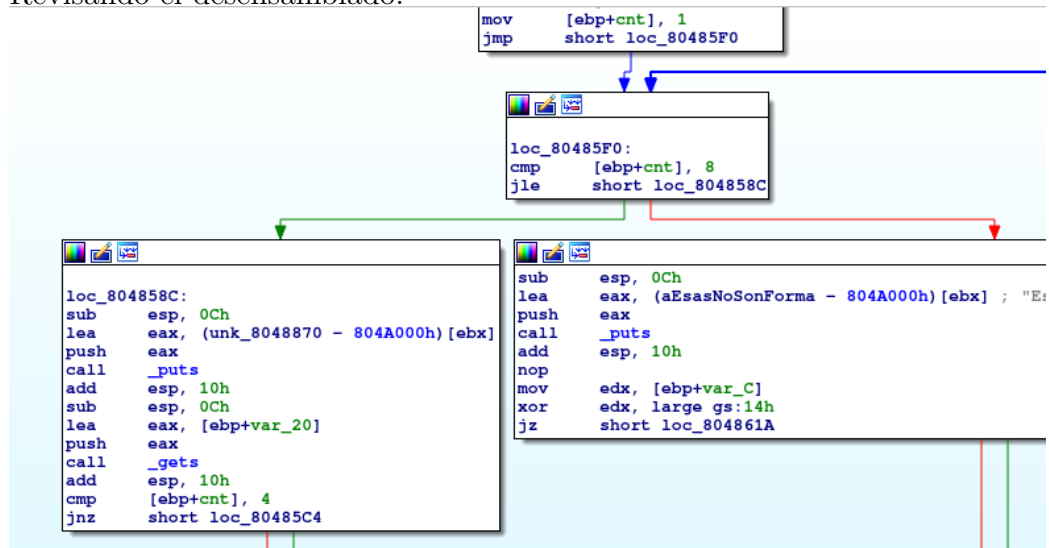 Revisando el desensamblado:
mov [ebp+cnt], 1
jmp short loc_80485F0
loc_80485F0:
cmp [ebp+cnt], 8
jle short loc_804858C
loc_804858C:
sub esp, 0Ch
lea eax, (unk_8048870 - 804A000h)[ebx]
push eax
call _puts
add esp, 10h
sub esp, 0Ch
lea eax, [ebp+var_20]
push eax
call _gets
add esp, 10h
cmp [ebp+cnt], 4
jnz short loc_80485C4
sub esp, 0Ch
lea eax, (aEsasNoSonForma - 804A000h)[ebx] ; "Es
push eax
call _puts
add esp, 10h
nop
mov edx, [ebp+var_C]
xor edx, large gs:14h
jz short loc_804861A